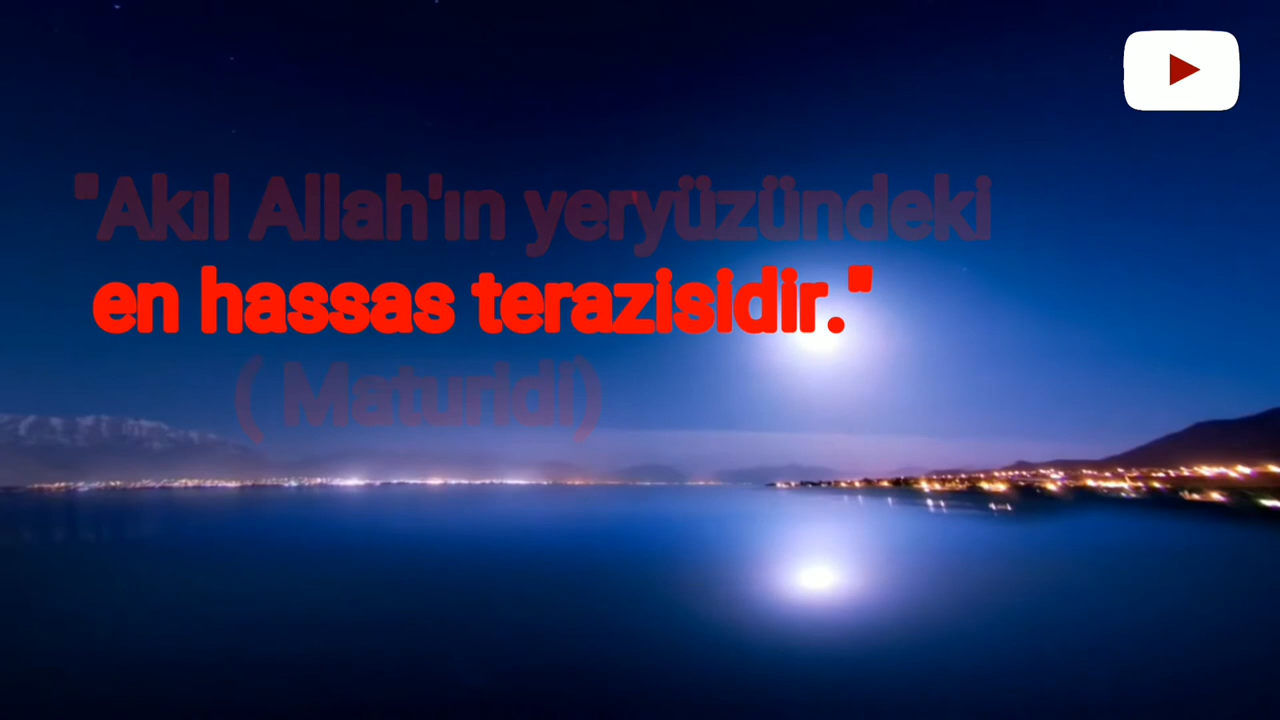 "Akıl Allah'ın yeryüzündeki
en hassas terazisidir."
( Maturidi)